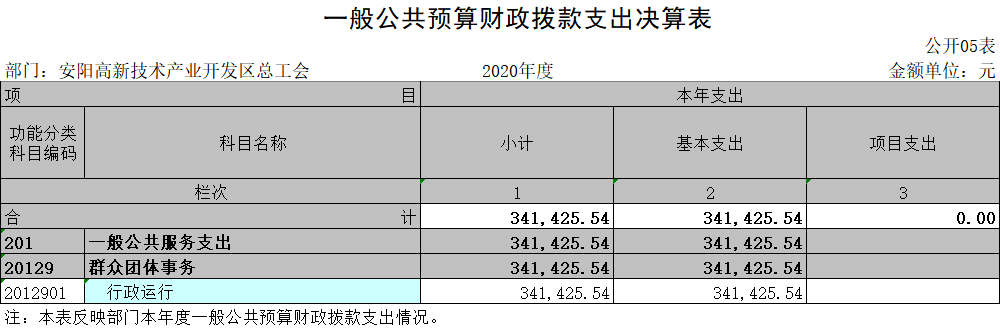 一般公共预算财政拨款支出决算表
公开05表
部门：安阳高新技术产业开发区总工会 2020年度 金额单位：元
项 目 本年支出
功能分类科目编码 科目名称 小计 基本支出 项目支出
栏次 1 2 3
合 计 341,425.54 341,425.54 0.00
201 一般公共服务支出 341,425.54 341,425.54
20129 群众团体事务 341,425.54 341,425.54
2012901 行政运行 341,425.54 341,425.54
注：本表反映部门本年度一般公共预算财政拨款支出情况。